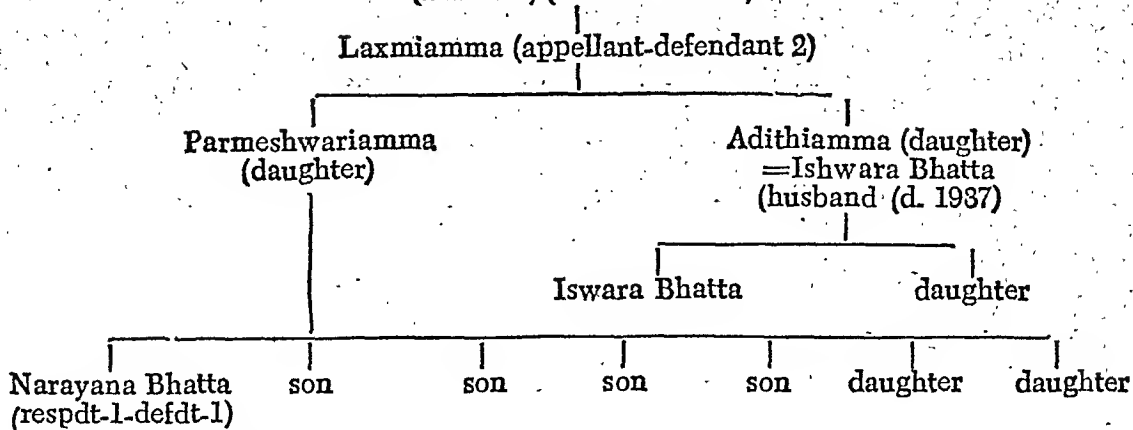 Laxmiamma (appellant-defendant 2)
Parmeshwariamma Adithiamma (daughter)
(daughter) =Ishwara Bhatta
(husband (d. 1937)
Iswara Bhatta daughter
Narayana Bhatta son son son son daughter daughter
(respdt-1-defdt-1)